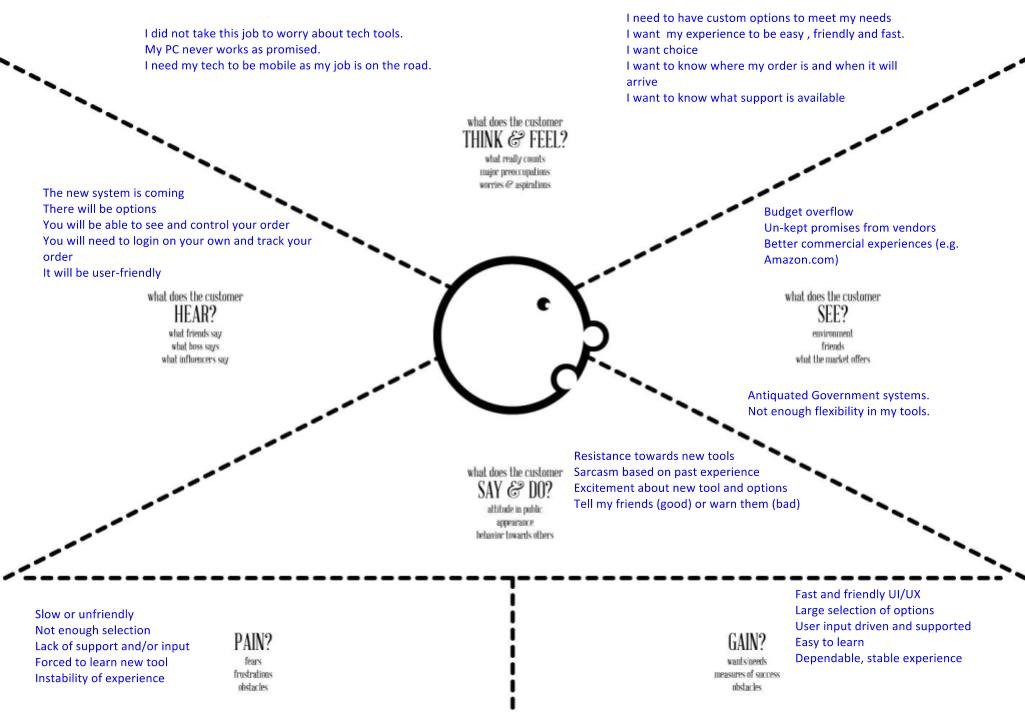 I did not take this job to worry about tech tools.
My PC never works as promised.
I need my tech to be mobile as my job is on the road.
I need to have custom options to meet my needs
I want  my experience to be easy , friendly and fast.
I want choice
I want to know where my order is and when it will
arrive
I want to know what support is available
what does the customer
THINK & FEEL?
what really counts
major preoccupations
worries & aspirations
The new system is coming
There will be options
You will be able to see and control your order
You will need to login on your own and track your
order
It will be user-friendly
what does the customer
HEAR?
what friends say
what boss says
what influencers say
Budget overflow
Un-kept promises from vendors
Better commercial experiences (e.g.
Amazon.com)
what does the customer
SEE?
environment
friends
what the market offers
Antiquated Government systems.
Not enough flexibility in my tools.
what does the customer
SAY & DO?
attitude in public
appearance
behavior towards others
Resistance towards new tools
Sarcasm based on past experience
Excitement about new tool and options
Tell my friends (good) or warn them (bad)
Slow or unfriendly
Not enough selection
Lack of support and/or input
Forced to learn new tool
Instability of experience
PAIN?
fears
frustrations
obstacles
GAIN?
wants/needs
measures of success
obstacles
Fast and friendly UI/UX
Large selection of options
User input driven and supported
Easy to learn
Dependable, stable experience